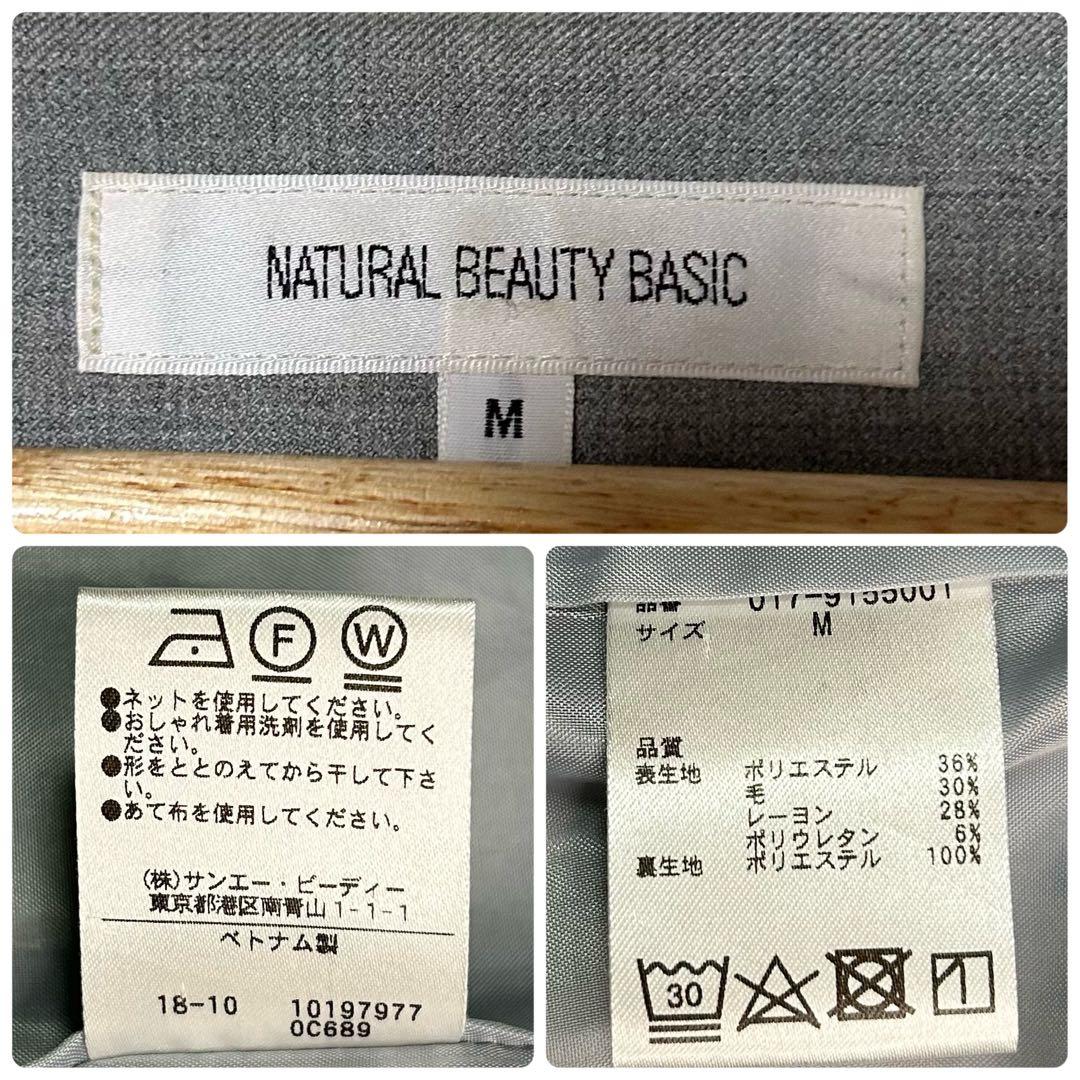 NATURAL BEAUTY BASIC
M
F W
●ネットを使用してください。
●おしゃれ着用洗剤を使用してく
ださい。
●形をととのえてから干して下さ
い。
●あて布を使用してください。
(株)サンエー・ビーディー
東京都港区南青山1-1-1
ベトナム製
18-10 10197977
0C689
品番 017-9155001
サイズ M
品質
表生地 ポリエステル 36%
毛 30%
レーヨン 28%
ポリウレタン 6%
裏生地 ポリエステル 100%
30